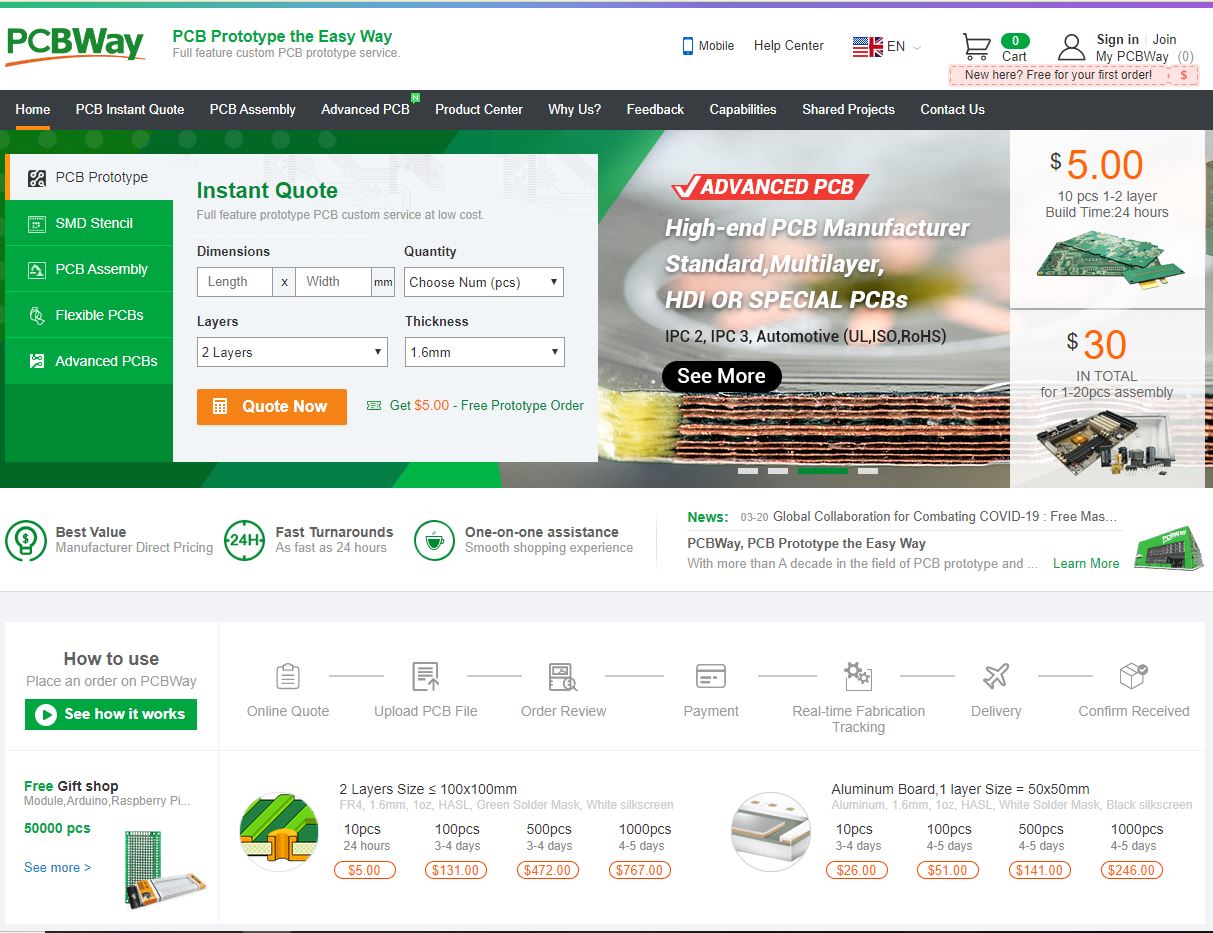 PCBWay
PCB Prototype the Easy Way
Full feature custom PCB prototype service.
Mobile
Help Center
EN
0
Cart
Sign in | Join
My PCBWay (0)
New here? Free for your first order! $
Home PCB Instant Quote PCB Assembly Advanced PCB N Product Center Why Us? Feedback Capabilities Shared Projects Contact Us
PCB Prototype
SMD Stencil
PCB Assembly
Flexible PCBs
Advanced PCBs
Instant Quote
Full feature prototype PCB custom service at low cost.
Dimensions Quantity
Length x Width mm Choose Num (pcs)
Layers Thickness
2 Layers 1.6mm
Quote Now Get $5.00 - Free Prototype Order
ADVANCED PCB
High-end PCB Manufacturer
Standard,Multilayer,
HDI OR SPECIAL PCBs
IPC 2, IPC 3, Automotive (UL,ISO,RoHS)
See More
$ 5.00
10 pcs 1-2 layer
Build Time:24 hours
$ 30
IN TOTAL
for 1-20pcs assembly
$
Best Value
Manufacturer Direct Pricing
24H
Fast Turnarounds
As fast as 24 hours
One-on-one assistance
Smooth shopping experience
News: 03-20 Global Collaboration for Combating COVID-19 : Free Mas...
PCBWay, PCB Prototype the Easy Way
With more than A decade in the field of PCB prototype and ... Learn More
PCBWay
How to use
Place an order on PCBWay
See how it works
Online Quote
Upload PCB File
Order Review
Payment
Real-time Fabrication
Tracking
Delivery
Confirm Received
Free Gift shop
Module,Arduino,Raspberry Pi...
50000 pcs
See more >
2 Layers Size ≤ 100x100mm
FR4, 1.6mm, 1oz, HASL, Green Solder Mask, White silkscreen
10pcs 100pcs 500pcs 1000pcs
24 hours 3-4 days 3-4 days 4-5 days
$5.00 $131.00 $472.00 $767.00
Aluminum Board,1 layer Size = 50x50mm
Aluminum, 1.6mm, 1oz, HASL, White Solder Mask, Black silkscreen
10pcs 100pcs 500pcs 1000pcs
3-4 days 4-5 days 4-5 days 4-5 days
$26.00 $51.00 $141.00 $246.00